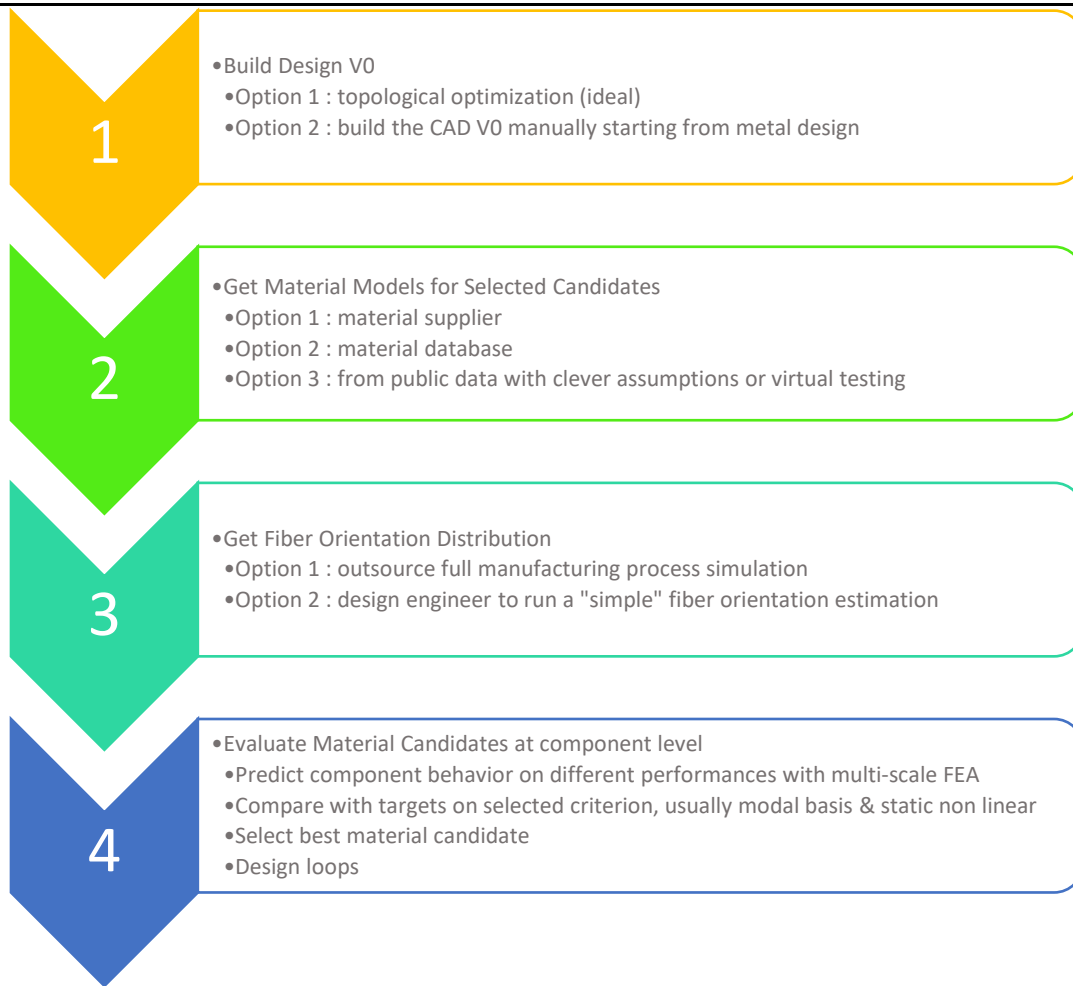 1
•Build Design V0
•Option 1 : topological optimization (ideal)
•Option 2 : build the CAD V0 manually starting from metal design
2
•Get Material Models for Selected Candidates
•Option 1 : material supplier
•Option 2 : material database
•Option 3 : from public data with clever assumptions or virtual testing
3
•Get Fiber Orientation Distribution
•Option 1 : outsource full manufacturing process simulation
•Option 2 : design engineer to run a "simple" fiber orientation estimation
4
•Evaluate Material Candidates at component level
•Predict component behavior on different performances with multi-scale FEA
•Compare with targets on selected criterion, usually modal basis & static non linear
•Select best material candidate
•Design loops